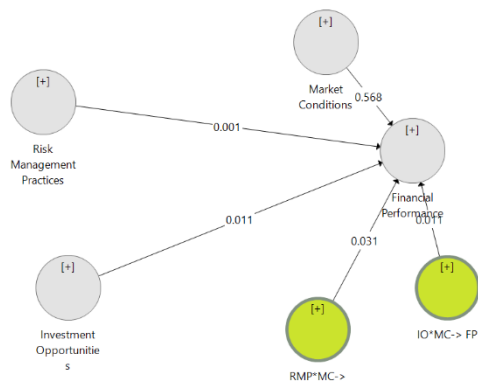 [+]
Market
Conditions
0.568
[+]
Risk
Management
Practices
0.001
[+]
Financial
Performance
0.011
[+]
Investment
Opportunitie
s
0.031
0.011
[+]
RMP*MC->
[+]
IO*MC-> FP